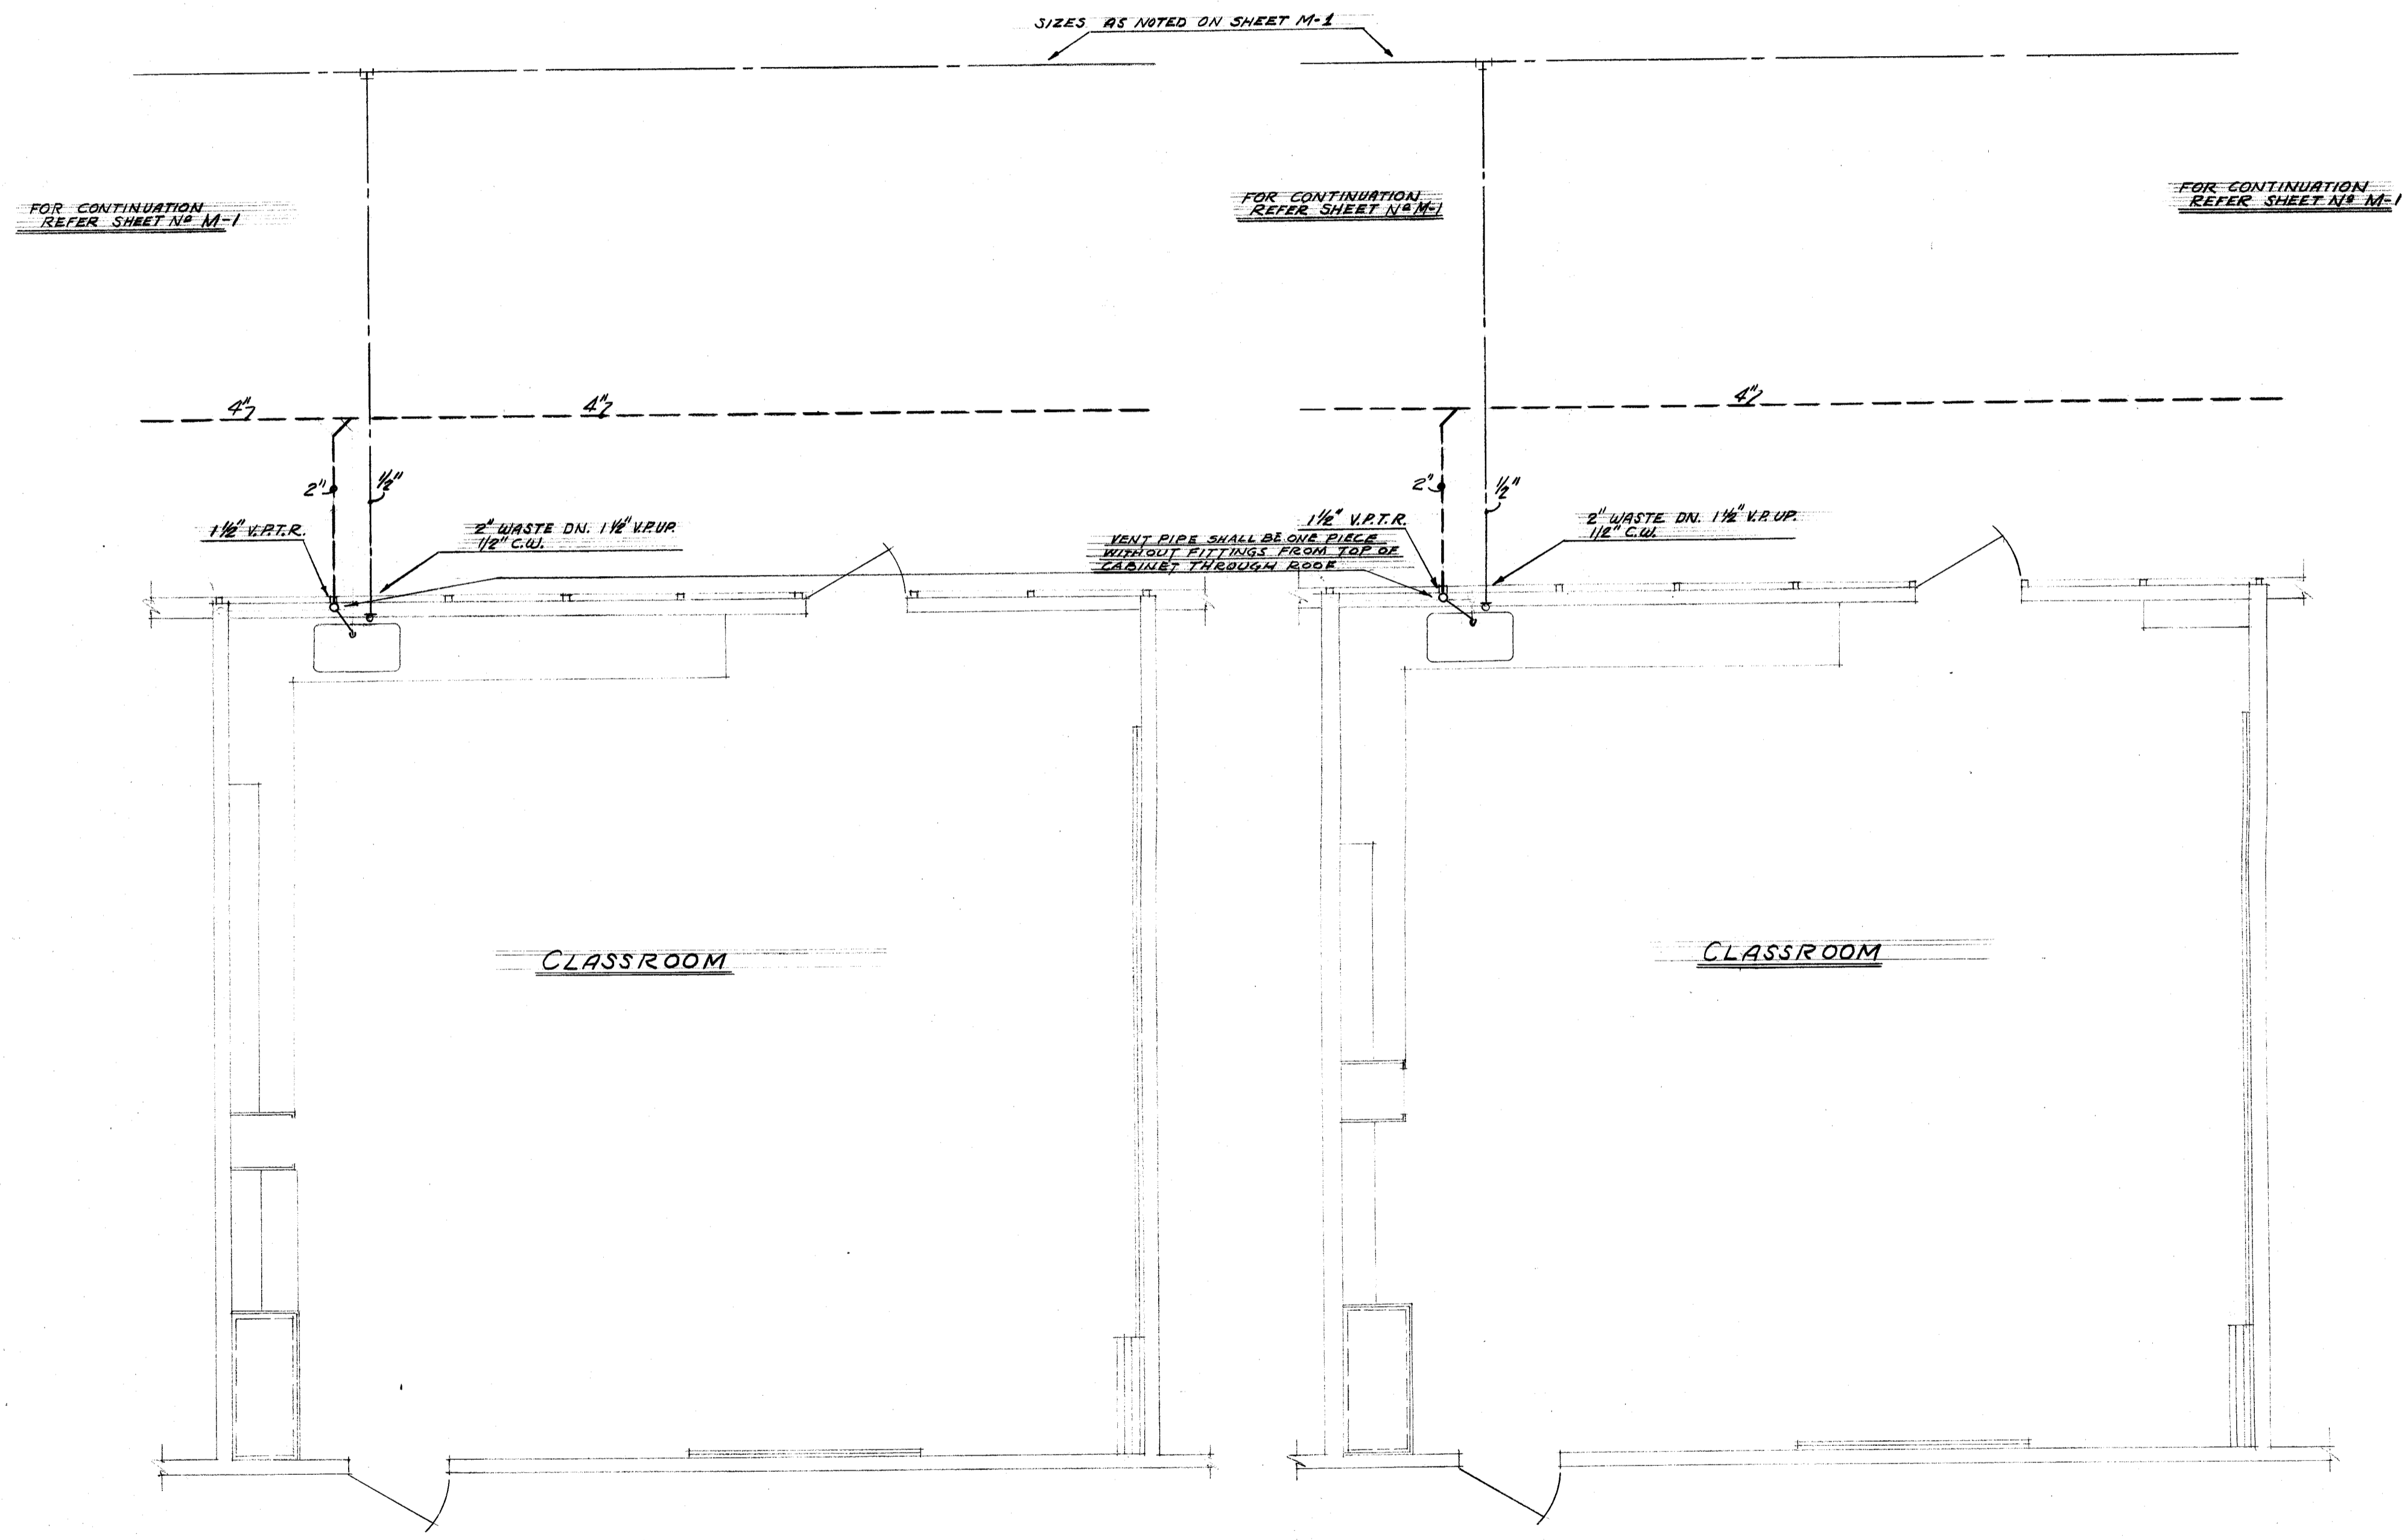 SIZES AS NOTED ON SHEET M-1
FOR CONTINUATION
REFER SHEET Nº M-1
FOR CONTINUATION
REFER SHEET Nº M-1
FOR CONTINUATION
REFER SHEET Nº M-1
4"
4"
4"
2"
1/2"
2"
1/2"
1 1/2" V.P.T.R.
2" WASTE DN. 1 1/2" V.P.UP.
1/2" C.W.
VENT PIPE SHALL BE ONE PIECE
WITHOUT FITTINGS FROM TOP OF
CABINET THROUGH ROOF
1 1/2" V.P.T.R.
2" WASTE DN. 1 1/2" V.P.UP.
1/2" C.W.
CLASSROOM
CLASSROOM